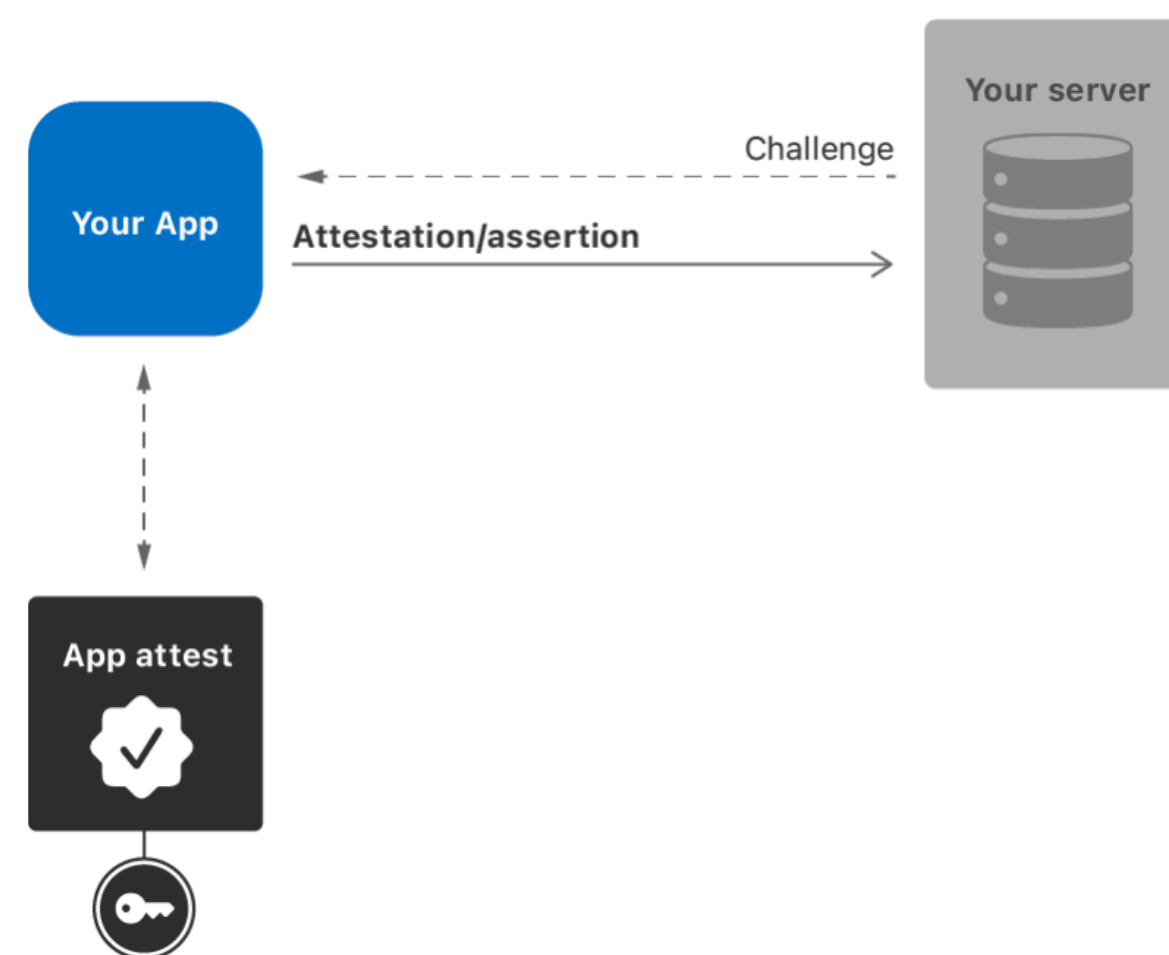 Your server
Challenge
Your App
Attestation/assertion
App attest